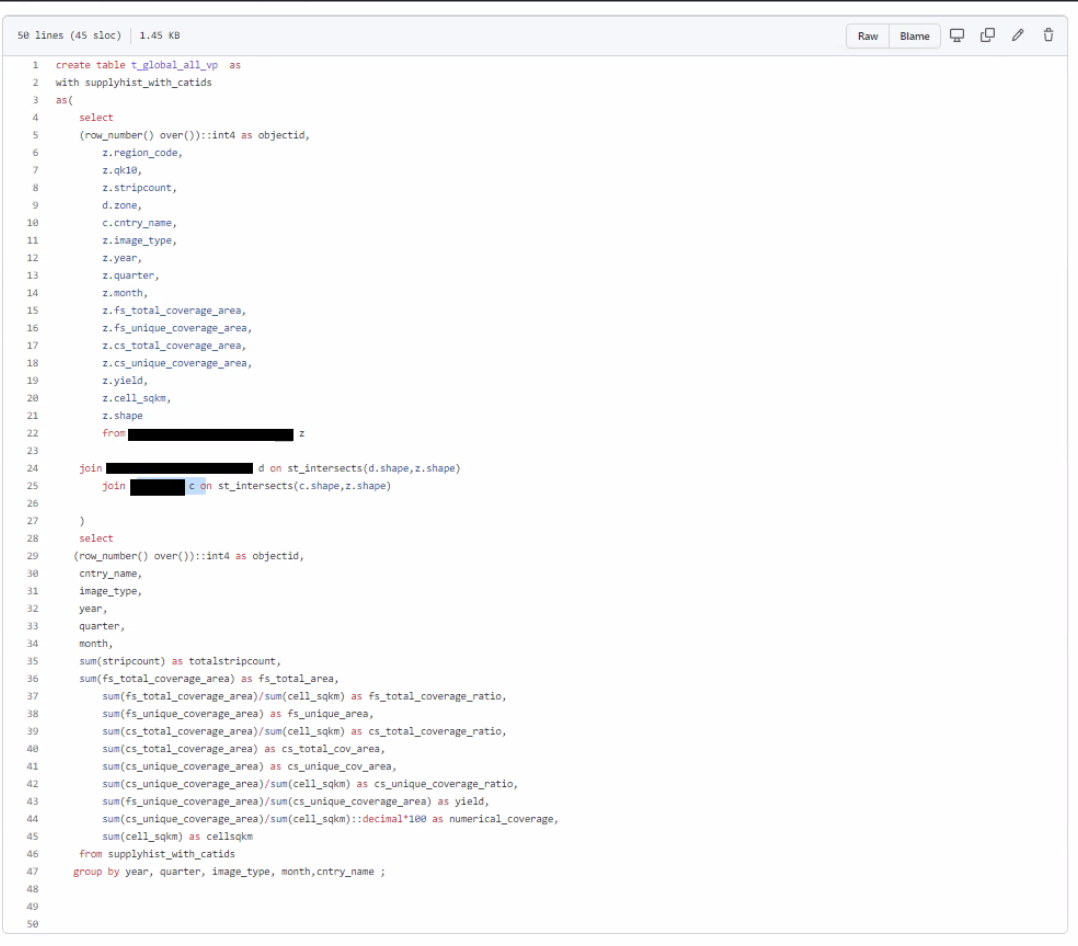 50 lines (45 sloc) 1.45 KB Raw Blame
1 create table t_global_all_vp as
2 with supplyhist_with_catids
3 as(
4 select
5 (row_number() over())::int4 as objectid,
6 z.region_code,
7 z.qk10,
8 z.stripcount,
9 d.zone,
10 c.cntry_name,
11 z.image_type,
12 z.year,
13 z.quarter,
14 z.month,
15 z.fs_total_coverage_area,
16 z.fs_unique_coverage_area,
17 z.cs_total_coverage_area,
18 z.cs_unique_coverage_area,
19 z.yield,
20 z.cell_sqkm,
21 z.shape
22 from z
23
24 join d on st_intersects(d.shape,z.shape)
25 join c on st_intersects(c.shape,z.shape)
26
27 )
28 select
29 (row_number() over())::int4 as objectid,
30 cntry_name,
31 image_type,
32 year,
33 quarter,
34 month,
35 sum(stripcount) as totalstripcount,
36 sum(fs_total_coverage_area) as fs_total_area,
37 sum(fs_total_coverage_area)/sum(cell_sqkm) as fs_total_coverage_ratio,
38 sum(fs_unique_coverage_area) as fs_unique_area,
39 sum(cs_total_coverage_area)/sum(cell_sqkm) as cs_total_coverage_ratio,
40 sum(cs_total_coverage_area) as cs_total_cov_area,
41 sum(cs_unique_coverage_area) as cs_unique_cov_area,
42 sum(cs_unique_coverage_area)/sum(cell_sqkm) as cs_unique_coverage_ratio,
43 sum(fs_unique_coverage_area)/sum(cs_unique_coverage_area) as yield,
44 sum(cs_unique_coverage_area)/sum(cell_sqkm)::decimal*100 as numerical_coverage,
45 sum(cell_sqkm) as cellsqkm
46 from supplyhist_with_catids
47 group by year, quarter, image_type, month,cntry_name ;
48
49
50